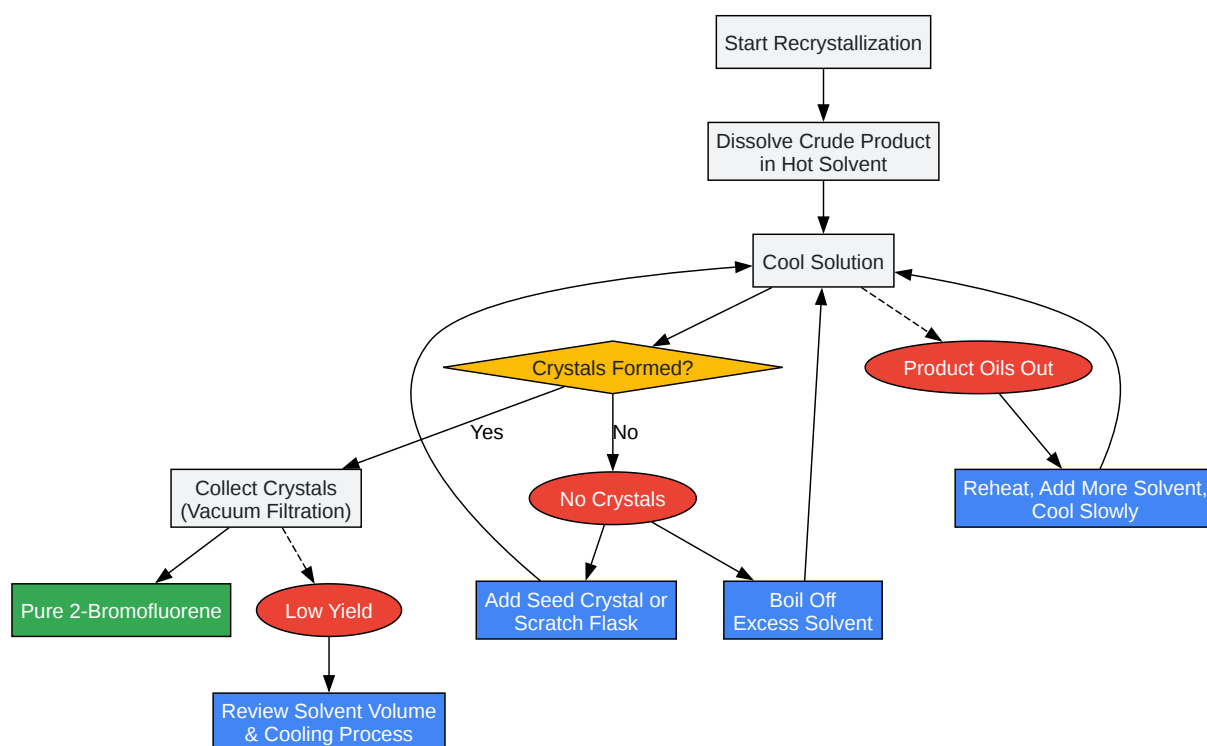 Start Recrystallization
Dissolve Crude Product
in Hot Solvent
Cool Solution
Crystals Formed?
Product Oils Out
Yes
No
Collect Crystals
(Vacuum Filtration)
No Crystals
Reheat, Add More Solvent,
Cool Slowly
Pure 2-Bromofluorene
Low Yield
Add Seed Crystal or
Scratch Flask
Boil Off
Excess Solvent
Review Solvent Volume
& Cooling Process